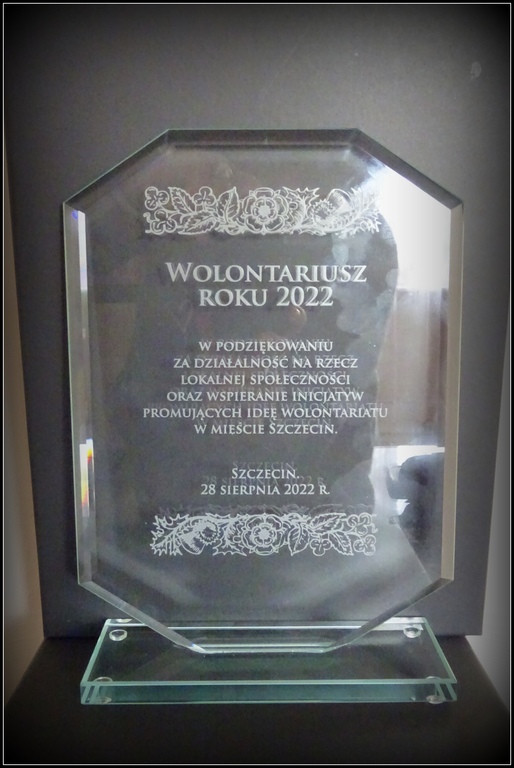 WOLONTARIUSZ
ROKU 2022
W PODZIĘKOWANIU
ZA DZIAŁALNOŚĆ NA RZECZ
LOKALNEJ SPOŁECZNOŚCI
ORAZ WSPIERANIE INICJATYW
PROMUJĄCYCH IDEĘ WOLONTARIATU
W MIEŚCIE SZCZECIN.
SZCZECIN,
28 SIERPNIA 2022 R.